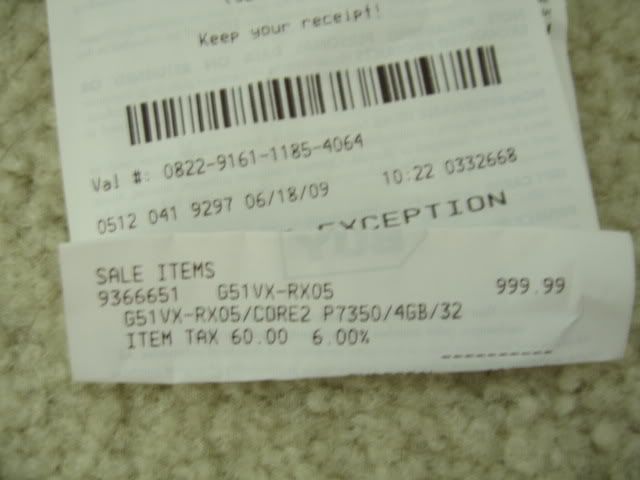 Keep your receipt!
Val #: 0822-9161-1185-4064
0512 041 9297 06/18/09 10:22 0332668
EXCEPTION
BUY
SALE ITEMS
9366651 G51VX-RX05 999.99
G51VX-RX05/CORE2 P7350/4GB/32
ITEM TAX 60.00 6.00%
----------